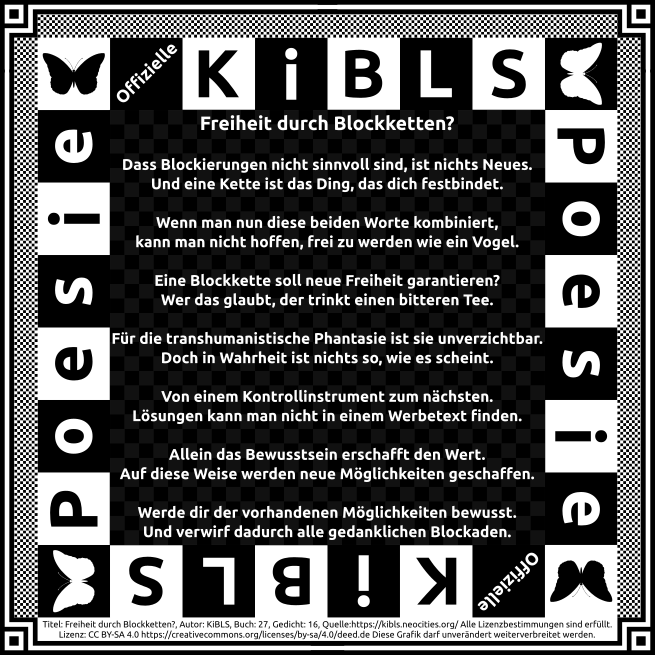 Offizielle
KiBLS
Poesie
Poesie
Freiheit durch Blockketten?
Dass Blockierungen nicht sinnvoll sind, ist nichts Neues.
Und eine Kette ist das Ding, das dich festbindet.
Wenn man nun diese beiden Worte kombiniert,
kann man nicht hoffen, frei zu werden wie ein Vogel.
Eine Blockkette soll neue Freiheit garantieren?
Wer das glaubt, der trinkt einen bitteren Tee.
Für die transhumanistische Phantasie ist sie unverzichtbar.
Doch in Wahrheit ist nichts so, wie es scheint.
Von einem Kontrollinstrument zum nächsten.
Lösungen kann man nicht in einem Werbetext finden.
Allein das Bewusstsein erschafft den Wert.
Auf diese Weise werden neue Möglichkeiten geschaffen.
Werde dir der vorhandenen Möglichkeiten bewusst.
Und verwirf dadurch alle gedanklichen Blockaden.
Offizielle
KiBLS
Titel: Freiheit durch Blockketten?, Autor: KiBLS, Buch: 27, Gedicht: 16, Quelle:https://kibls.neocities.org/ Alle Lizenzbestimmungen sind erfüllt.
Lizenz: CC BY-SA 4.0 https://creativecommons.org/licenses/by-sa/4.0/deed.de Diese Grafik darf unverändert weiterverbreitet werden.